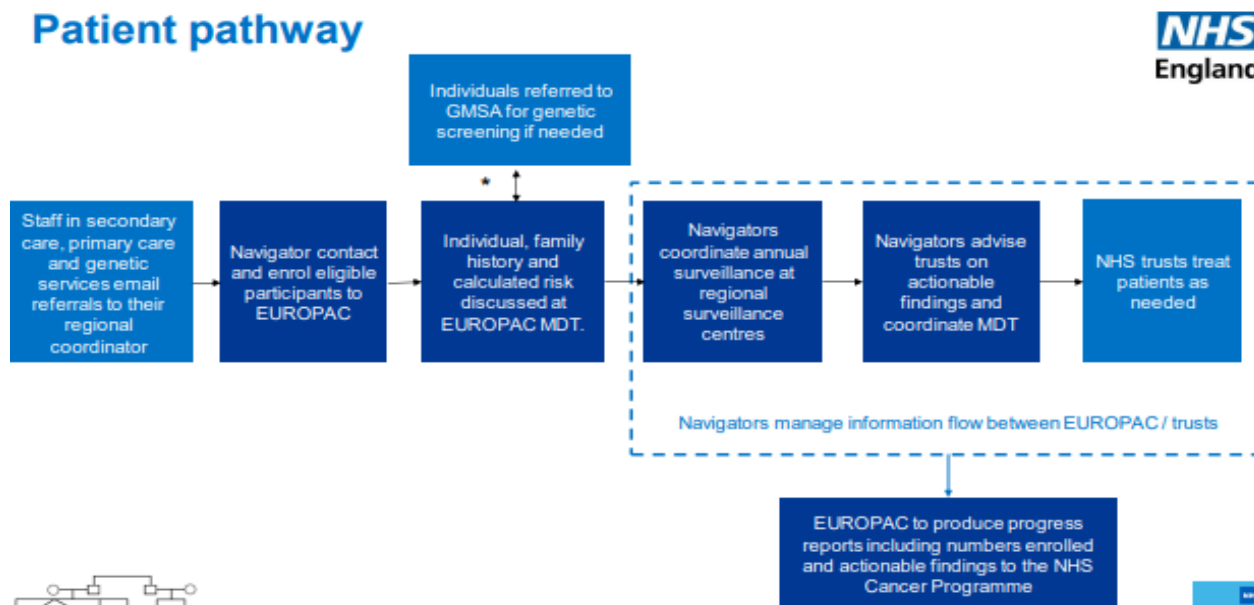 Patient pathway
NHS
England
Individuals referred to
GMSA for genetic
screening if needed
*
Staff in secondary
care, primary care
and genetic
services email
referrals to their
regional
coordinator
Navigator contact
and enrol eligible
participants to
EUROPAC
Individual, family
history and
calculated risk
discussed at
EUROPAC MDT.
Navigators
coordinate annual
surveillance at
regional
surveillance
centres
Navigators advise
trusts on
actionable
findings and
coordinate MDT
NHS trusts treat
patients as
needed
Navigators manage information flow between EUROPAC / trusts
EUROPAC to produce progress
reports including numbers enrolled
and actionable findings to the NHS
Cancer Programme